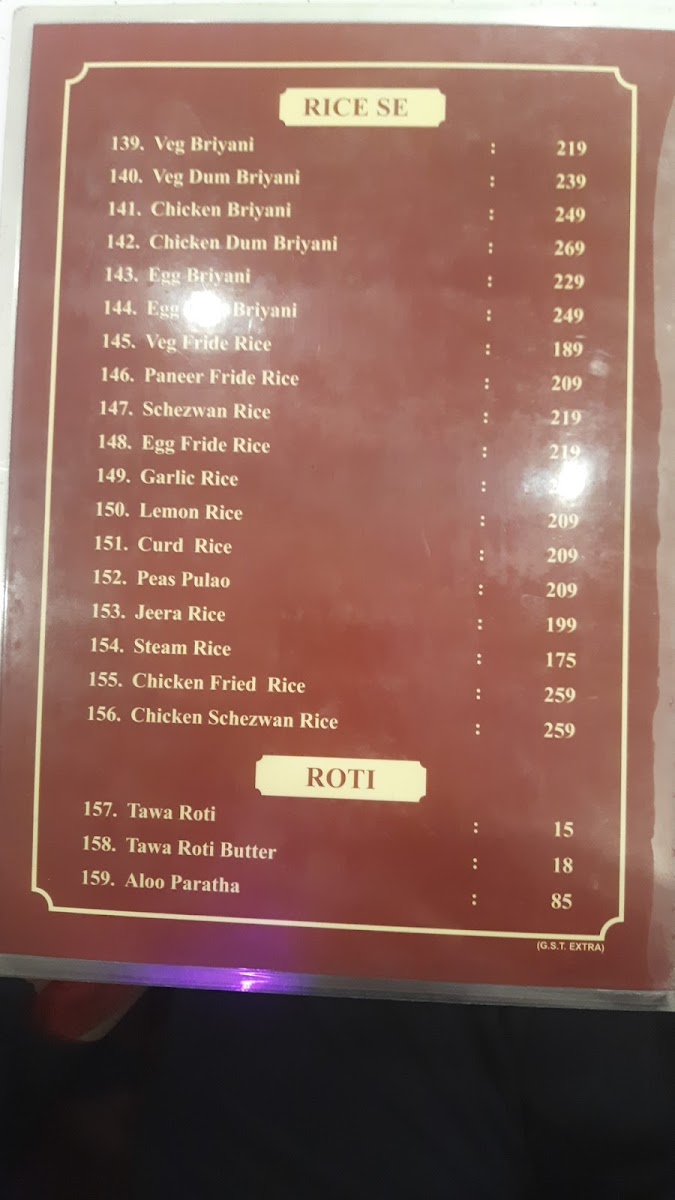 RICE SE
139. Veg Briyani : 219
140. Veg Dum Briyani : 239
141. Chicken Briyani : 249
142. Chicken Dum Briyani : 269
143. Egg Briyani : 229
144. Egg Briyani : 249
145. Veg Fride Rice : 189
146. Paneer Fride Rice : 209
147. Schezwan Rice : 219
148. Egg Fride Rice : 219
149. Garlic Rice :
150. Lemon Rice : 209
151. Curd Rice : 209
152. Peas Pulao : 209
153. Jeera Rice : 199
154. Steam Rice : 175
155. Chicken Fried Rice : 259
156. Chicken Schezwan Rice : 259
ROTI
157. Tawa Roti : 15
158. Tawa Roti Butter : 18
159. Aloo Paratha : 85
(G.S.T. EXTRA)